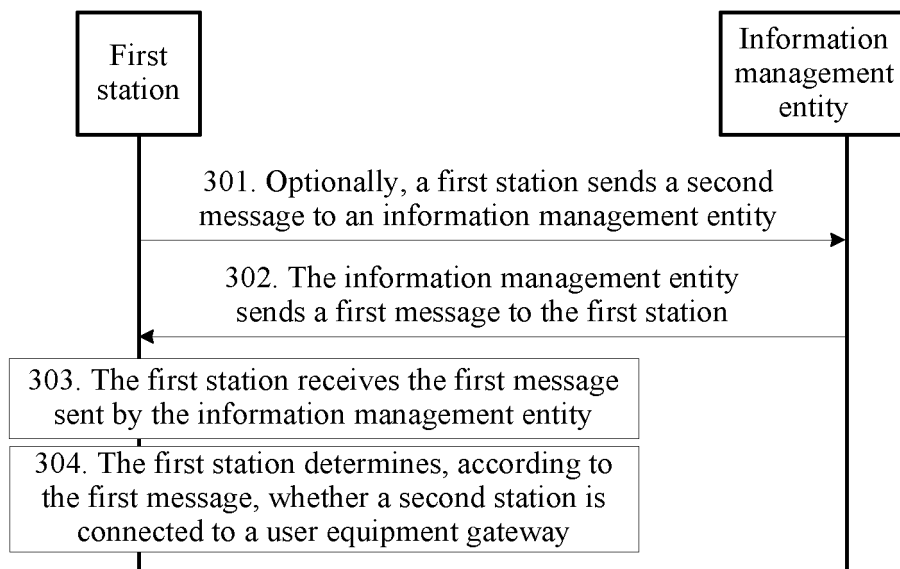 First
station
Information
management
entity
301. Optionally, a first station sends a second
message to an information management entity
302. The information management entity
sends a first message to the first station
303. The first station receives the first message
sent by the information management entity
304. The first station determines, according to
the first message, whether a second station is
connected to a user equipment gateway